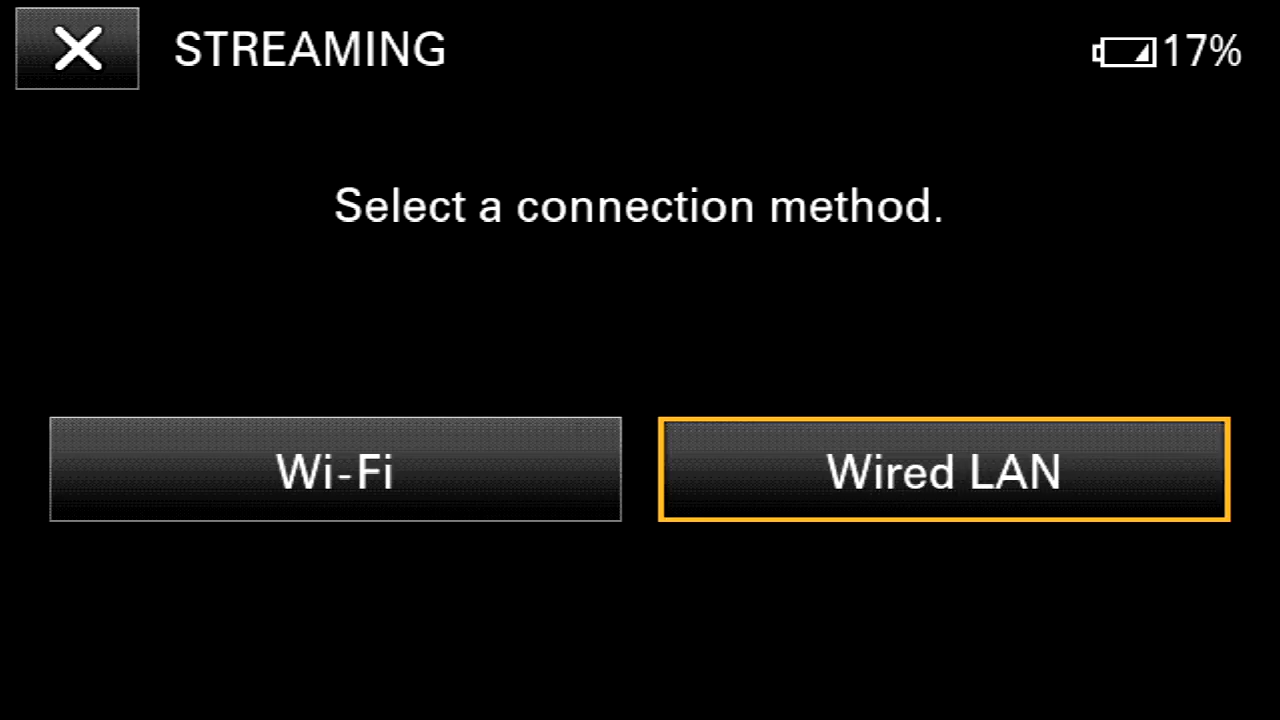 STREAMING
17%
Select a connection method.
Wi-Fi
Wired LAN